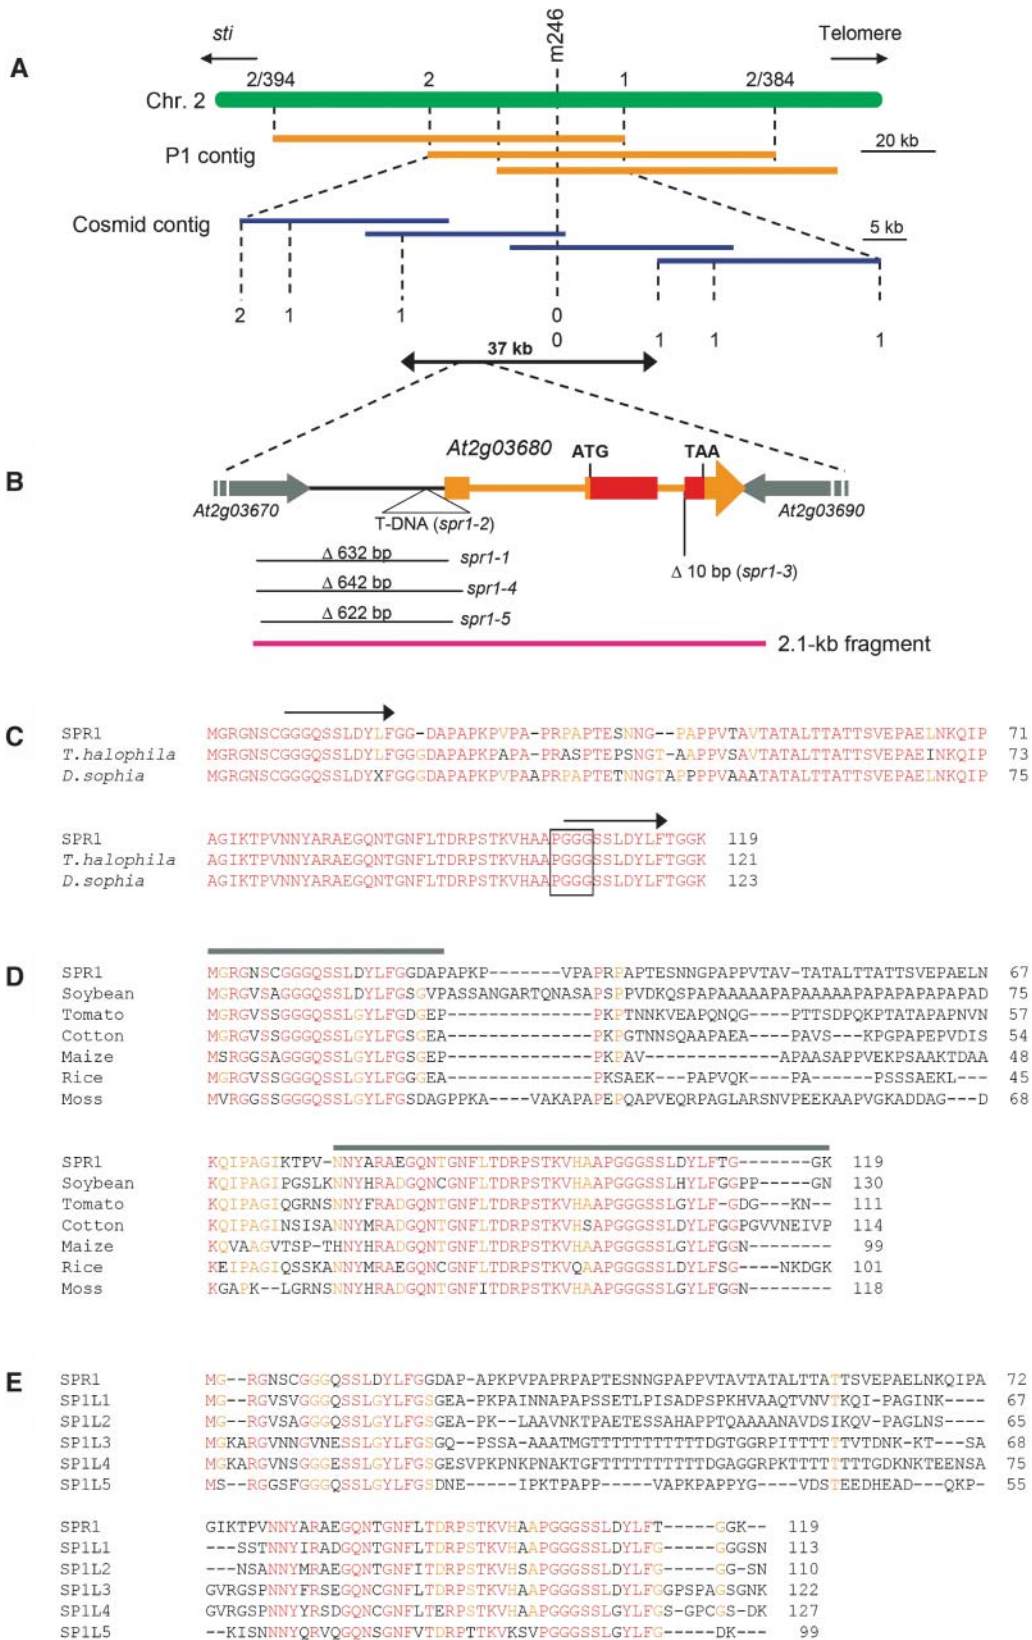 A
sti
m246
Telomere
2/394 2 1 2/384
Chr. 2
P1 contig
20 kb
Cosmid contig
5 kb
2 1 1 0
0 1 1 1
37 kb
B
At2g03680 ATG TAA
At2g03670
At2g03690
T-DNA (spr1-2)
Δ 632 bp spr1-1
Δ 10 bp (spr1-3)
Δ 642 bp spr1-4
Δ 622 bp spr1-5
2.1-kb fragment
C
SPR1 MGRGNSCGGGQSSLDYLFGG-DAPAPKPVPA-PRPAPTESNNG--PAPPVTAVTATALTTATTSVEPAELNKQIP 71
T.halophila MGRGNSCGGGQSSLDYLFGGGDAPAPKPAPA-PRASPTEPSNGT-AAPPVSAVTATALTTATTSVEPAEINKQIP 73
D.sophia MGRGNSCGGGQSSLDYXFGGGDAPAPKPVPAAPRPAPTETNNGTAPPPPVSAATATALTTATTSVEPAELNKQIP 75
SPR1 AGIKTPVNNYARAEGQNTGNFLTDRPSTKVHAAPGGGSSLDYLFTGGK 119
T.halophila AGIKTPVNNYARAEGQNTGNFLTDRPSTKVHAAPGGGSSLDYLFTGGK 121
D.sophia AGIKTPVNNYARAEGQNTGNFLTDRPSTKVHAAPGGGSSLDYLFTGGK 123
D
SPR1 MGRGNSCGGGQSSLDYLFGGDAPAPKP-------VPAPRPAPTESNNGPAPPVTAV-TATALTTATTSVEPAELN 67
Soybean MGRGVSAGGGQSSLDYLFGSGVPASSANGARTQNASAPSPPVDKQSPAPAAAAAPAAAAAPAPAPAPAPAPAPAD 75
Tomato MGRGVSSGGGQSSLGYLFGDGEP--------------PKPTNNKVEAPQNQG---PTTSDPQKPTATAPAPNVN 57
Cotton MGRGVSSGGGQSSLGYLFGSGEA--------------PKPGTNNSQAAPAEA---PAVS---KPGPAPEPVDIS 54
Maize MSRGGSAGGGQSSLGYLFGSGEP--------------PKPAV-------------APAASAPPVEKPSAAKTDAA 48
Rice MGRGVSSGGGQSSLGYLFGGGEA--------------PKSAEK---PAPVQK----PA------PSSSAEKL--- 45
Moss MVRGGSSGGGQSSLGYLFGSDAGPPKA----VAKAPAPEPQAPVEQRPAGLARSNVPEEKAAPVGKADDAG---D 68
SPR1 KQIPAGIKTPV-NNYARAEGQNTGNFLTDRPSTKVHAAPGGGSSLDYLFTG-------GK 119
Soybean KQIPAGIPGSLKNNYHRADGQNCGNFLTDRPSTKVHAAPGGGSSLHYLFGGPP-----GN 130
Tomato KQIPAGIQGRNSNNYFRADGQNTGNFLTDRPSTKVHAAPGGGSSLDYLF-GDG---KN-- 111
Cotton KQIPAGINSISANNYMRADGQNTGNFLTDRPSTKVHSAPGGGSSLDYLFGGPGVVNEIVP 114
Maize KQVAAGVTSP-THNYHRADGQNTGNFLTDRPSTKVHAAPGGGSSLGYLFGGN-------- 99
Rice KEIPAGIQSSKANNYMRAEGQNCGNFLTDRPSTKVQAAPGGGSSLDYLFSG----NKDGK 101
Moss KGAPK--LGRNSNNYHRADGQNTGNFITDRPSTKVHAAPGGGSSLGYLFGGN-------- 118
E
SPR1 MG--RGNSCGGGQSSLDYLFGGDAP-APKPVPAPRPAPTESNNGPAPPVTAVTATALTTATTSVEPAELNKQIPA 72
SP1L1 MG--RGVSVGGGQSSLGYLFGSGEA-PKPAINNAPAPSSETLPISADPSPKHVAAQTVNVTKQI-PAGINK---- 67
SP1L2 MG--RGVSAGGGQSSLGYLFGSGEA-PK--LAAVNKTPAETESSAHAPPTQAAAANAVDSIKQV-PAGLNS---- 65
SP1L3 MGKARGVNNGVNESSLGYLFGSGQ--PSSA-AAATMGTTTTTTTTTTTDGTGGRPITTTTTTVTDNK-KT---SA 68
SP1L4 MGKARGVNSGGGESSLGYLFGSGESVPKPNKPNAKTGFTTTTTTTTTTDGAGGRPKTTTTTTTTGDKNKTEENSA 75
SP1L5 MS--RGGSFGGGQSSLGYLFGSDNE---IPKTPAPP-----VAPKPAPPYG----VDSTEEDHEAD---QKP- 55
SPR1 GIKTPVNNYARAEGQNTGNFLTDRPSTKVHAAPGGGSSLDYLFT-----GGK-- 119
SP1L1 ---SSTNNYIRADGQNTGNFLTDRPSTKVHAAPGGGSSLDYLFG-----GGGSN 113
SP1L2 ---NSANNYMRAEGQNTGNFITDRPSTKVHSAPGGGSSLDYLFG-----GG-SN 110
SP1L3 GVRGSPNNYFRSEGQNCGNFLTDRPSTKVHAAPGGGSSLDYLFGGPSPAGSGNK 122
SP1L4 GVRGSPNNYYRSDGQNCGNFLTERPSTKVHAAPGGGSSLGYLFGS-GPCGS-DK 127
SP1L5 --KISNNNYQRVQGQNSGNFVTDRPTTKVKSVPGGGSSLGYLFG-----DK--- 99